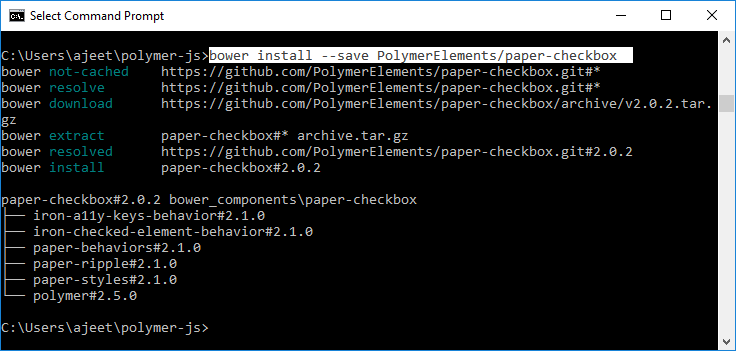 Select Command Prompt
C:\Users\ajeet\polymer-js>bower install --save PolymerElements/paper-checkbox
bower not-cached    https://github.com/PolymerElements/paper-checkbox.git#*
bower resolve       https://github.com/PolymerElements/paper-checkbox.git#*
bower download      https://github.com/PolymerElements/paper-checkbox/archive/v2.0.2.tar.
gz
bower extract       paper-checkbox#* archive.tar.gz
bower resolved      https://github.com/PolymerElements/paper-checkbox.git#2.0.2
bower install       paper-checkbox#2.0.2
paper-checkbox#2.0.2 bower_components\paper-checkbox
├── iron-a11y-keys-behavior#2.1.0
├── iron-checked-element-behavior#2.1.0
├── paper-behaviors#2.1.0
├── paper-ripple#2.1.0
├── paper-styles#2.1.0
└── polymer#2.5.0
C:\Users\ajeet\polymer-js>